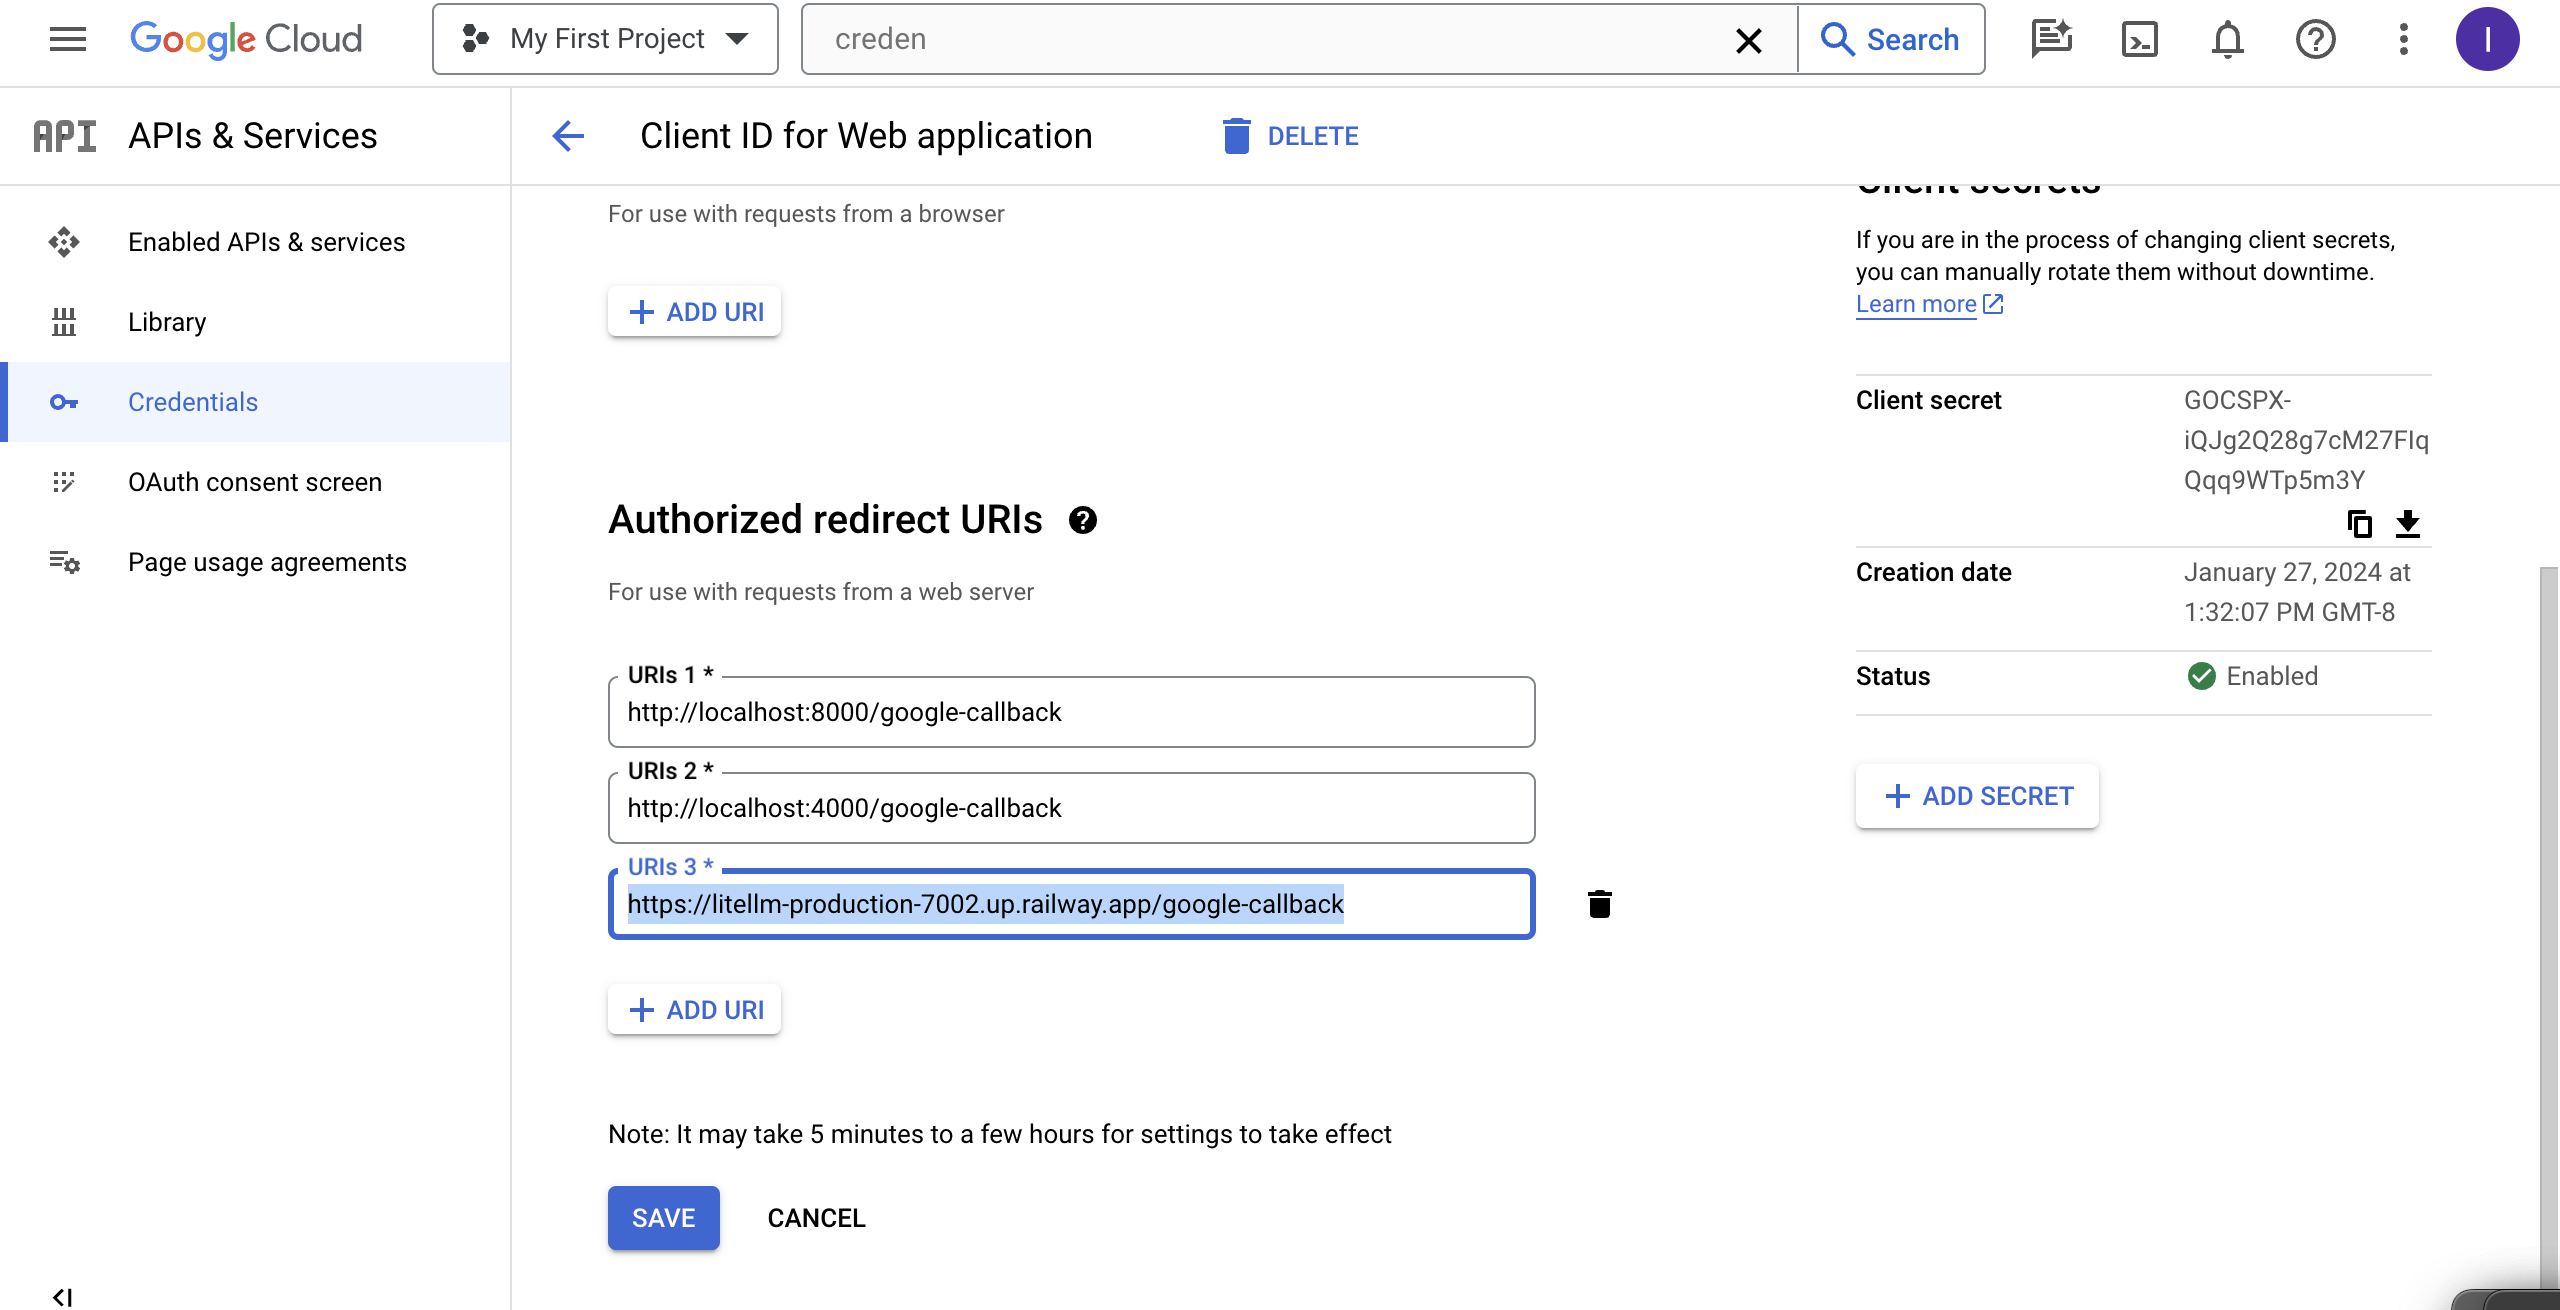 Google Cloud
My First Project
creden
Search
I
API APIs & Services
Client ID for Web application
DELETE
Enabled APIs & services
Library
Credentials
OAuth consent screen
Page usage agreements
For use with requests from a browser
+ ADD URI
Authorized redirect URIs
For use with requests from a web server
URIs 1 *
http://localhost:8000/google-callback
URIs 2 *
http://localhost:4000/google-callback
URIs 3 *
https://litellm-production-7002.up.railway.app/google-callback
+ ADD URI
Note: It may take 5 minutes to a few hours for settings to take effect
SAVE
CANCEL
Client secrets
If you are in the process of changing client secrets,
you can manually rotate them without downtime.
Learn more
Client secret
GOCSPX-
iQJg2Q28g7cM27FIq
Qqq9WTp5m3Y
Creation date
January 27, 2024 at
1:32:07 PM GMT-8
Status
Enabled
+ ADD SECRET